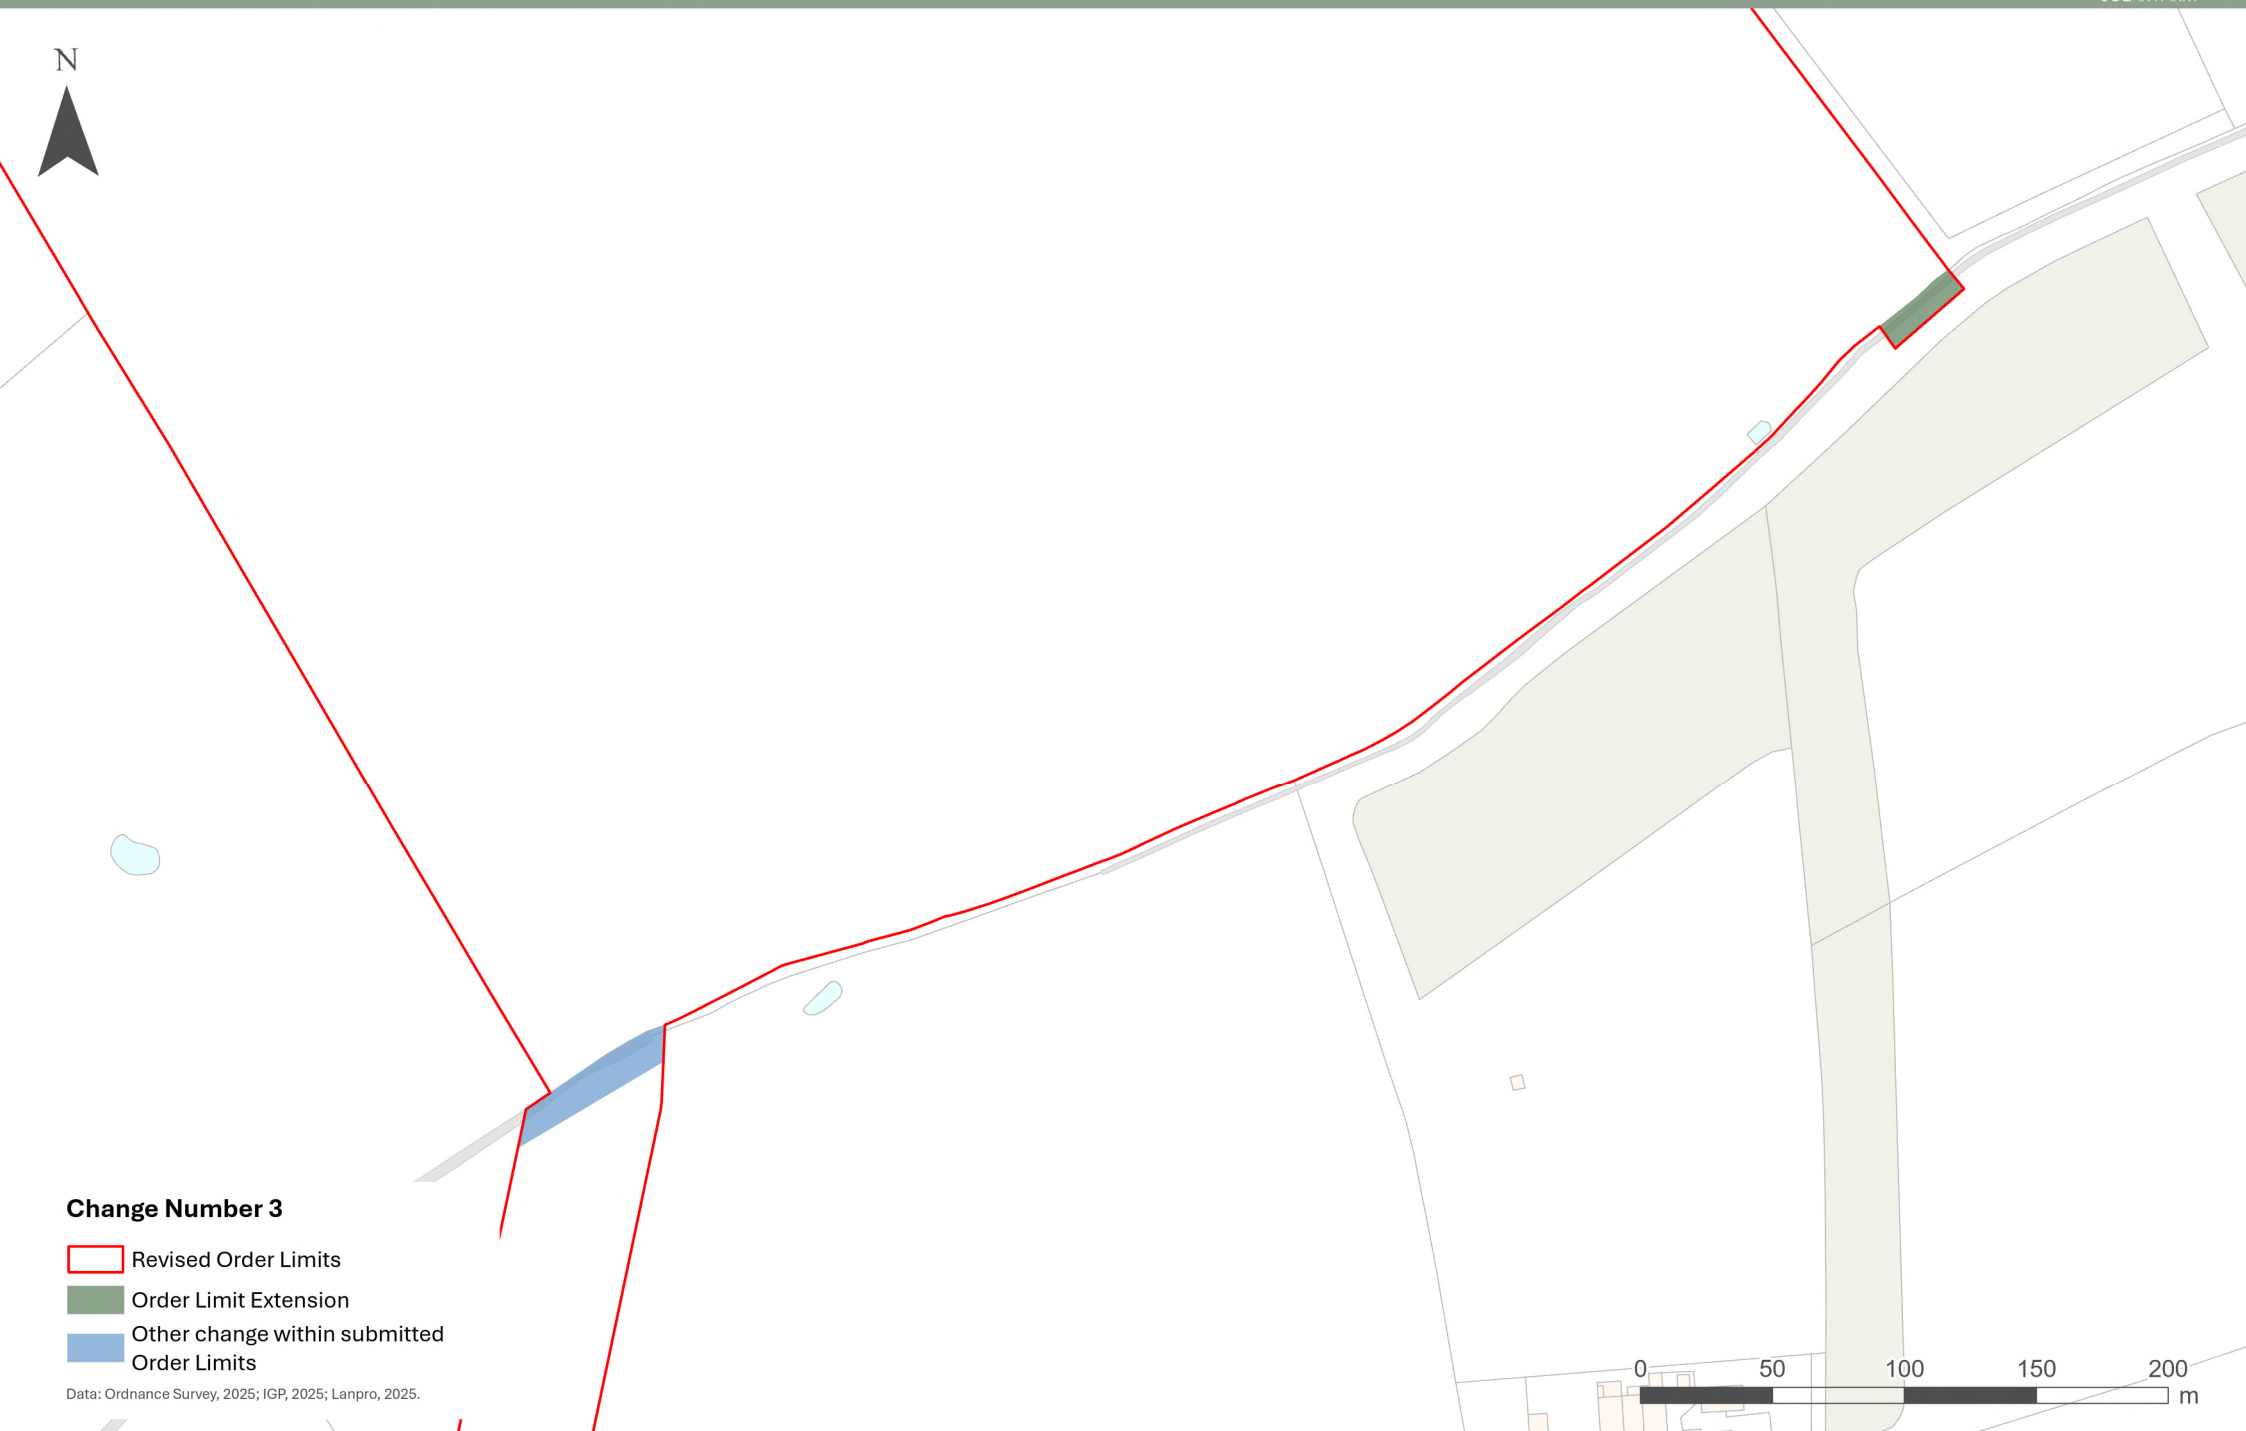 N
Change Number 3
Revised Order Limits
Order Limit Extension
Other change within submitted
Order Limits
Data: Ordnance Survey, 2025; IGP, 2025; Lanpro, 2025.
0 50 100 150 200
m